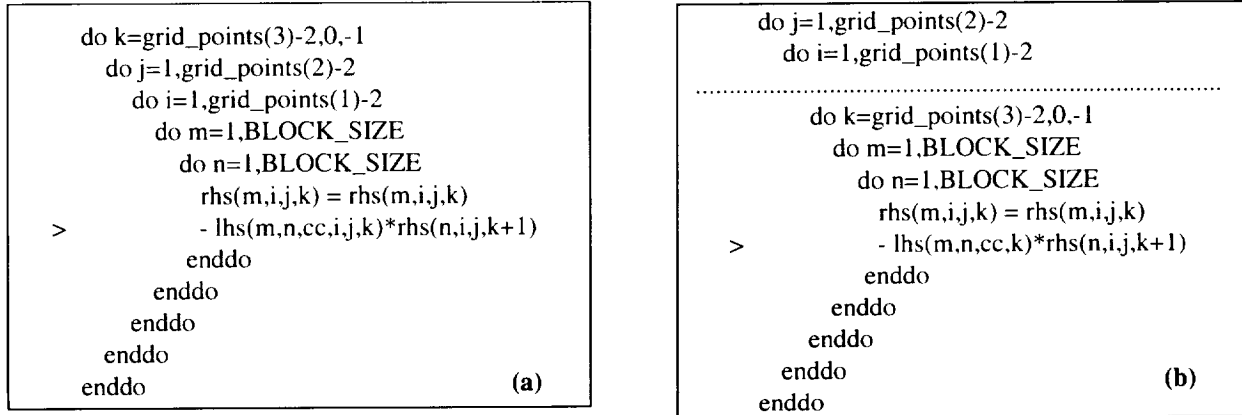 do k=grid_points(3)-2,0,-1
do j=1,grid_points(2)-2
do i=1,grid_points(1)-2
do m=1,BLOCK_SIZE
do n=1,BLOCK_SIZE
rhs(m,i,j,k) = rhs(m,i,j,k)
> - lhs(m,n,cc,i,j,k)*rhs(n,i,j,k+1)
enddo
enddo
enddo
enddo
enddo (a)
do j=1,grid_points(2)-2
do i=1,grid_points(1)-2
................................................................................
do k=grid_points(3)-2,0,-1
do m=1,BLOCK_SIZE
do n=1,BLOCK_SIZE
rhs(m,i,j,k) = rhs(m,i,j,k)
> - lhs(m,n,cc,k)*rhs(n,i,j,k+1)
enddo
enddo
enddo
enddo (b)
enddo